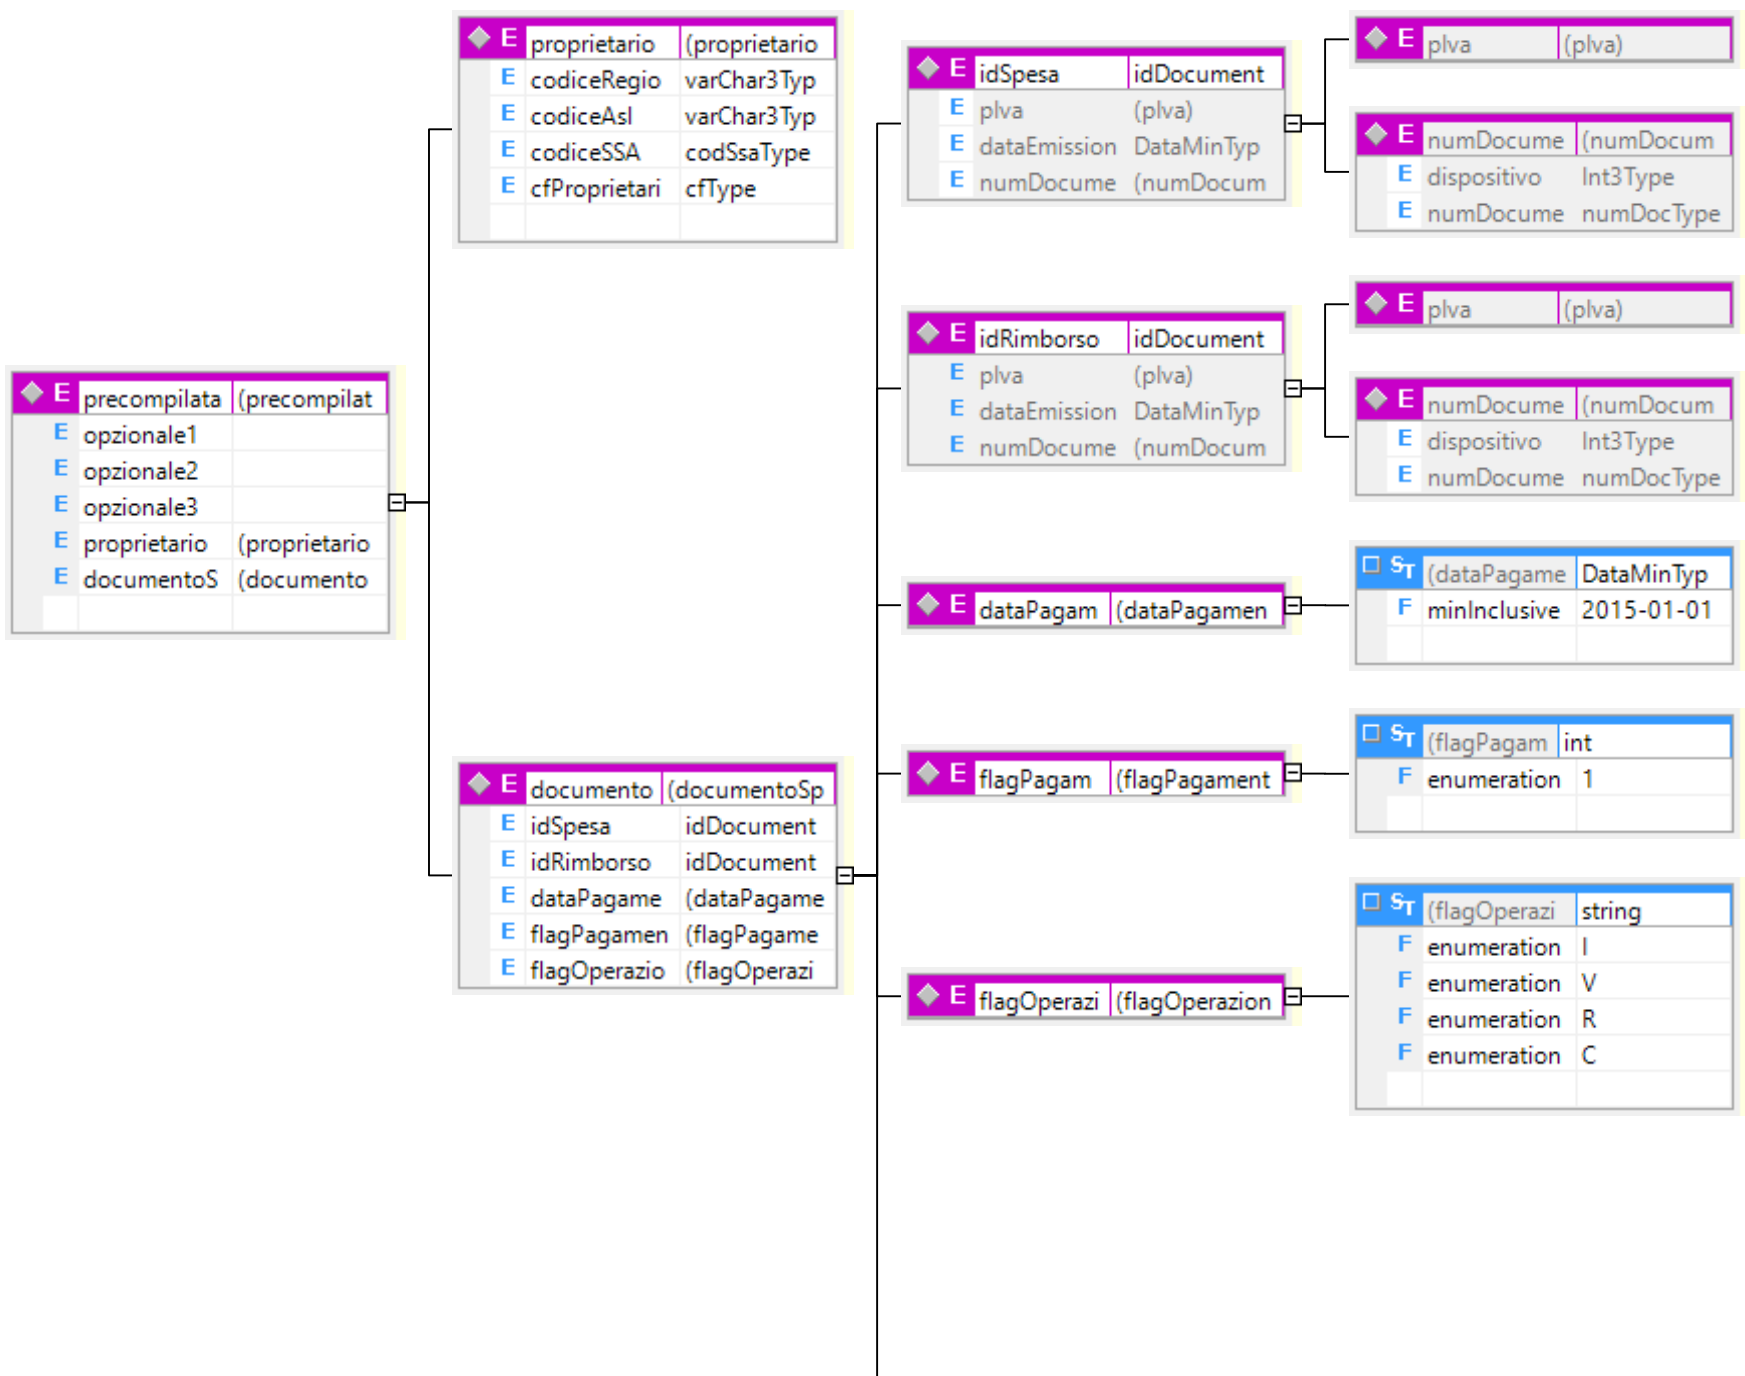 E precompilata (precompilat
E opzionale1
E opzionale2
E opzionale3
E proprietario (proprietario
E documentoS (documento
E proprietario (proprietario
E codiceRegio varChar3Typ
E codiceAsl varChar3Typ
E codiceSSA codSsaType
E cfProprietari cfType
E documento (documentoSp
E idSpesa idDocument
E idRimborso idDocument
E dataPagame (dataPagame
E flagPagamen (flagPagame
E flagOperazio (flagOperazi
E idSpesa idDocument
E pIva (pIva)
E dataEmission DataMinTyp
E numDocume (numDocum
E pIva (pIva)
E numDocume (numDocum
E dispositivo Int3Type
E numDocume numDocType
E idRimborso idDocument
E pIva (pIva)
E dataEmission DataMinTyp
E numDocume (numDocum
E pIva (pIva)
E numDocume (numDocum
E dispositivo Int3Type
E numDocume numDocType
E dataPagam (dataPagamen
ST (dataPagame DataMinTyp
F minInclusive 2015-01-01
E flagPagam (flagPagament
ST (flagPagam int
F enumeration 1
E flagOperazi (flagOperazion
ST (flagOperazi string
F enumeration I
F enumeration V
F enumeration R
F enumeration C